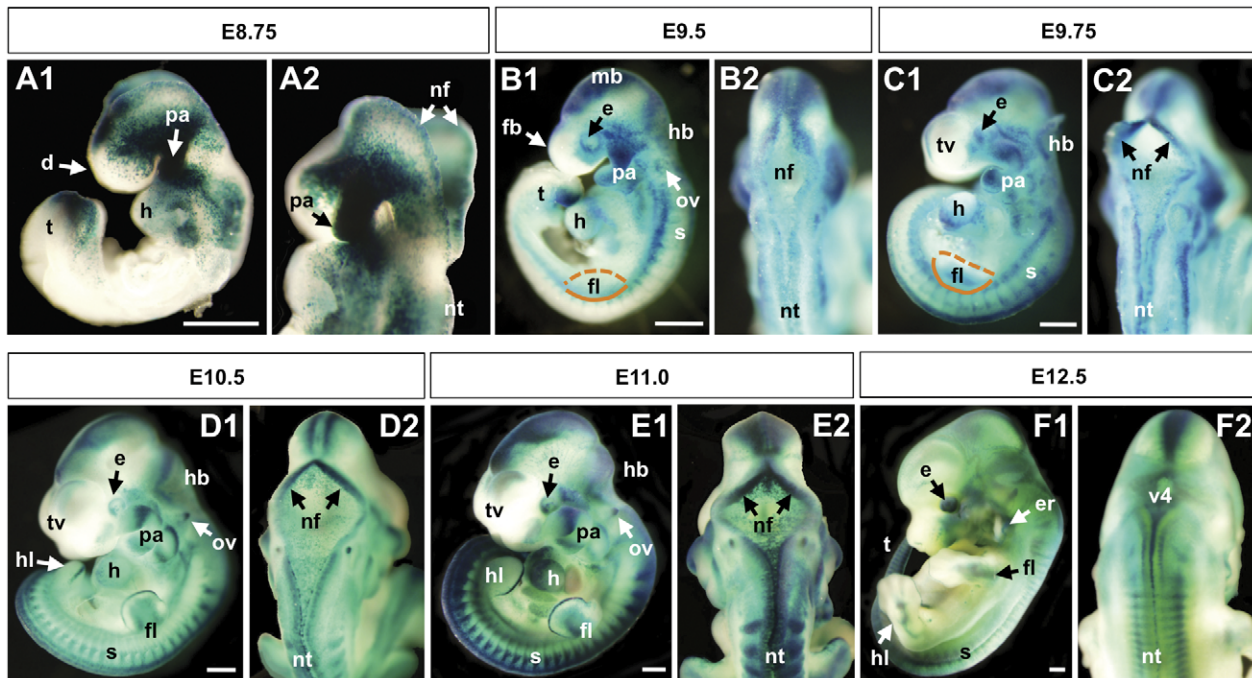 E8.75
E9.5
E9.75
A1
pa
d
t
h
A2
nf
pa
nt
B1
mb
e
fb
hb
pa
t
ov
h
s
fl
B2
nf
nt
C1
e
tv
hb
pa
h
s
fl
C2
nf
nt
E10.5
E11.0
E12.5
D1
e
hb
tv
pa
ov
hl
h
fl
s
D2
nf
nt
E1
e
hb
tv
pa
ov
hl
h
fl
s
E2
nf
nt
F1
e
er
t
fl
hl
s
F2
v4
nt